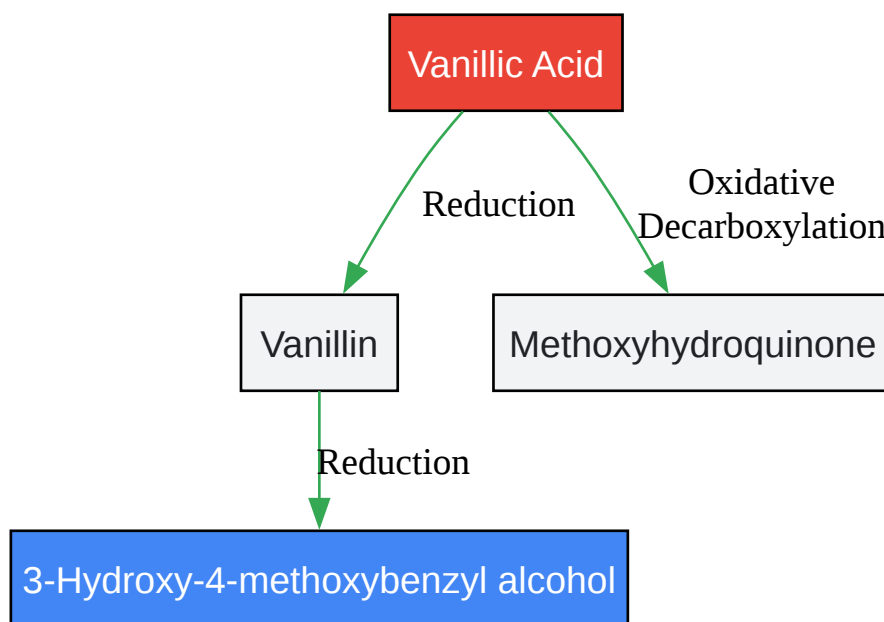 Vanillic Acid
Reduction
Oxidative
Decarboxylation
Vanillin
Methoxyhydroquinone
Reduction
3-Hydroxy-4-methoxybenzyl alcohol